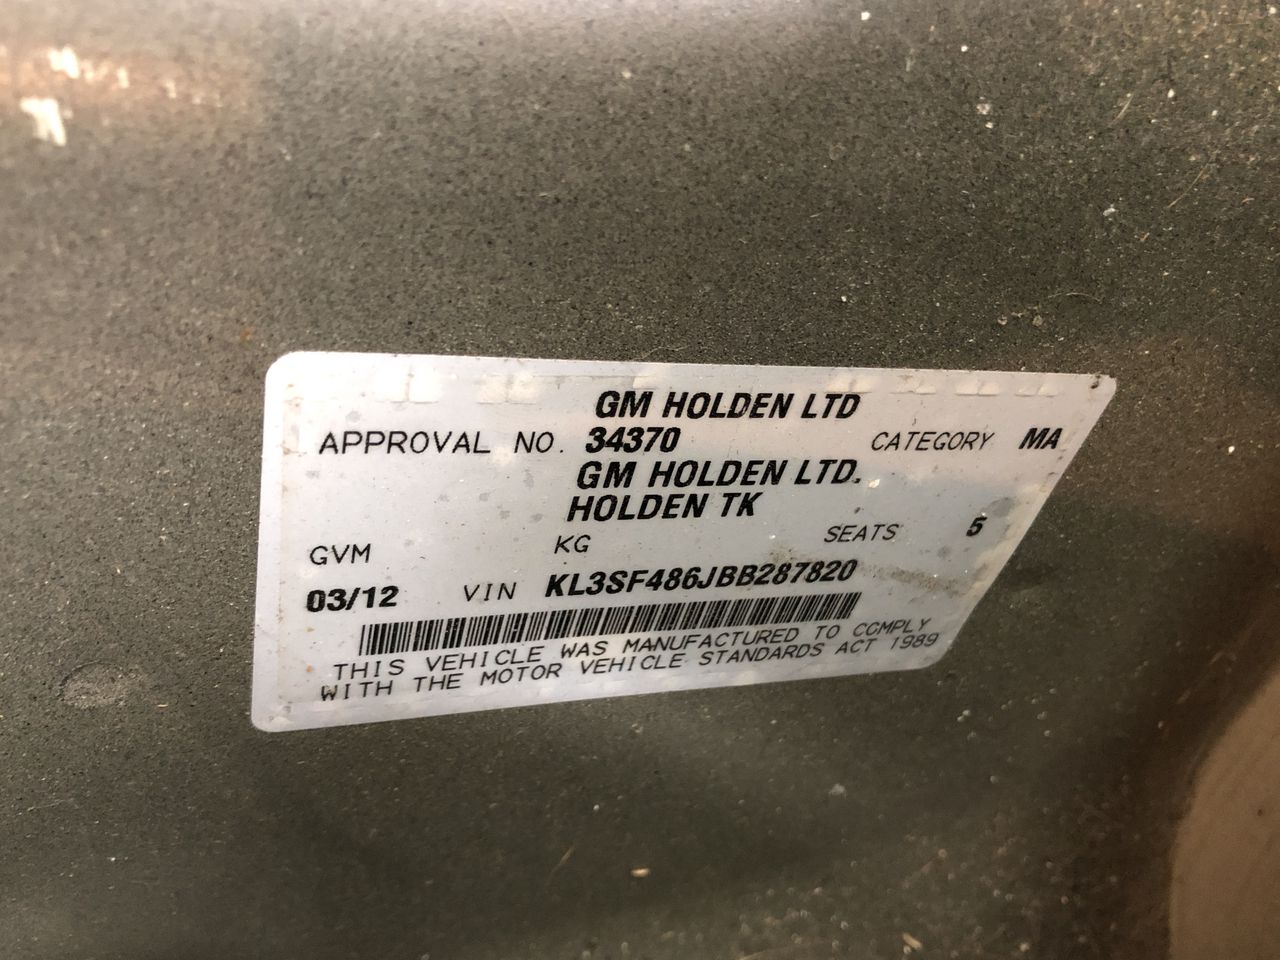 GM HOLDEN LTD
APPROVAL NO. 34370 CATEGORY MA
GM HOLDEN LTD.
HOLDEN TK
GVM KG SEATS 5
03/12 VIN KL3SF486JBB287820
THIS VEHICLE WAS MANUFACTURED TO COMPLY
WITH THE MOTOR VEHICLE STANDARDS ACT 1989